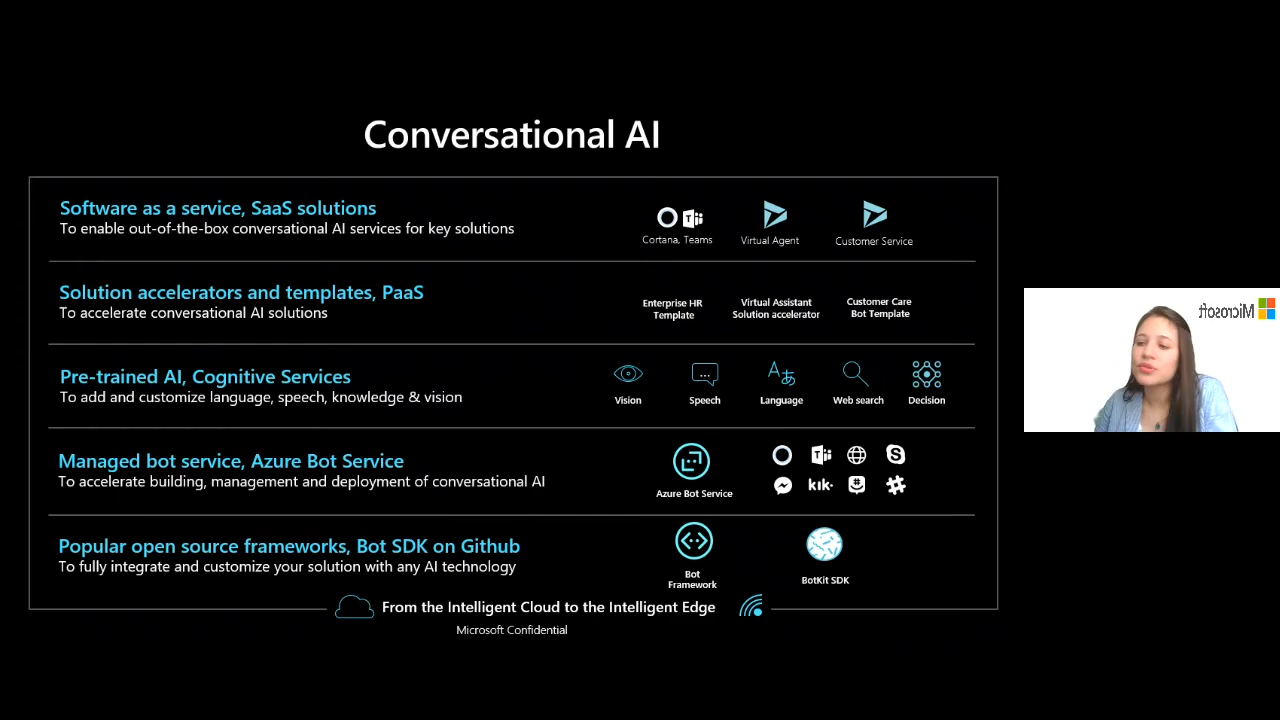 Conversational AI
Software as a service, SaaS solutions
To enable out-of-the-box conversational AI services for key solutions
Cortana, Teams
Virtual Agent
Customer Service
Solution accelerators and templates, PaaS
To accelerate conversational AI solutions
Enterprise HR
Template
Virtual Assistant
Solution accelerator
Customer Care
Bot Template
Pre-trained AI, Cognitive Services
To add and customize language, speech, knowledge & vision
Vision
Speech
Language
Web search
Decision
Managed bot service, Azure Bot Service
To accelerate building, management and deployment of conversational AI
Azure Bot Service
kik
Popular open source frameworks, Bot SDK on Github
To fully integrate and customize your solution with any AI technology
Bot
Framework
BotKit SDK
From the Intelligent Cloud to the Intelligent Edge
Microsoft Confidential
Microsoft